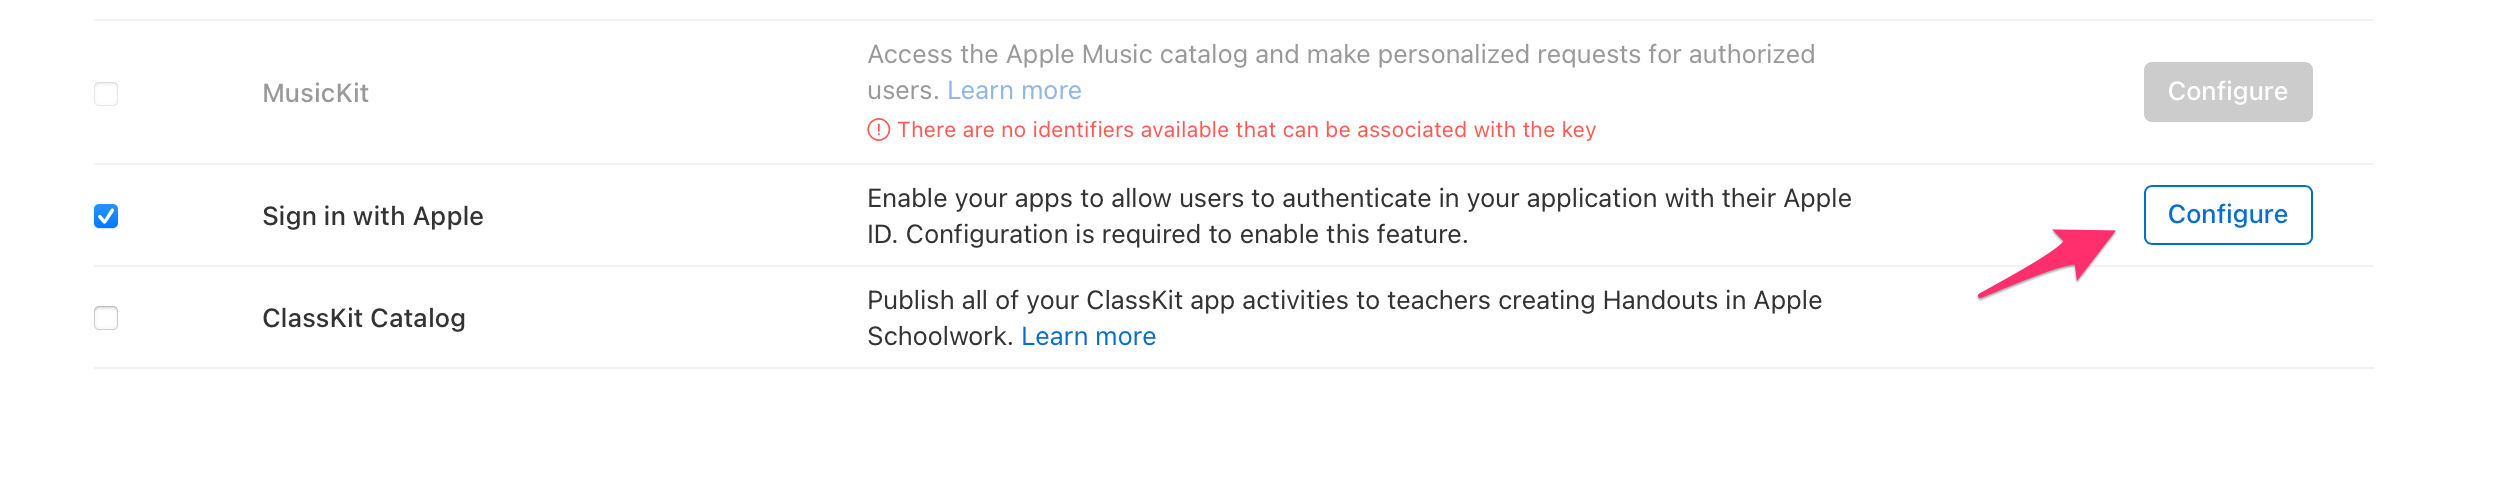 Access the Apple Music catalog and make personalized requests for authorized
MusicKit
users. Learn more
Configure
There are no identifiers available that can be associated with the key
Sign in with Apple
Enable your apps to allow users to authenticate in your application with their Apple
ID. Configuration is required to enable this feature.
Configure
ClassKit Catalog
Publish all of your ClassKit app activities to teachers creating Handouts in Apple
Schoolwork. Learn more